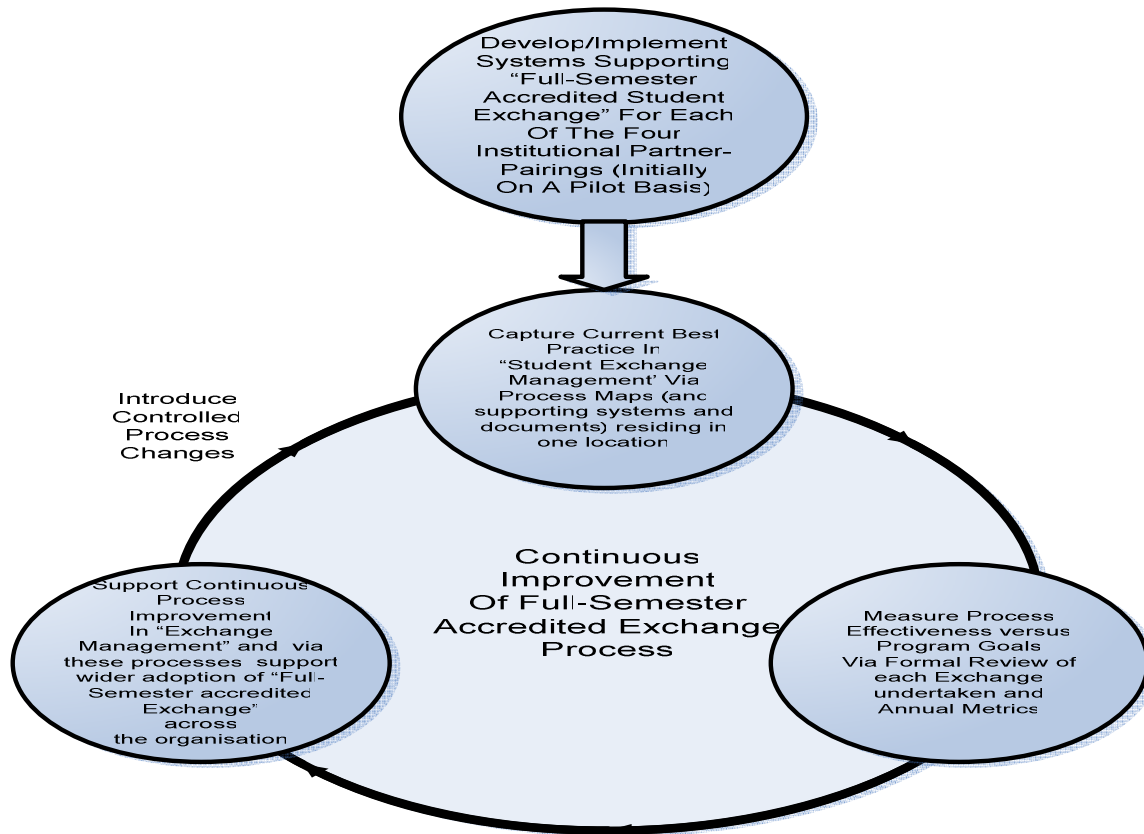 Develop/Implement
Systems Supporting
“Full-Semester
Accredited Student
Exchange” For Each
Of The Four
Institutional Partner-
Pairings (Initially
On A Pilot Basis)
Capture Current Best
Practice In
“Student Exchange
Management’ Via
Process Maps (and
supporting systems and
documents) residing in
one location
Introduce
Controlled
Process
Changes
Continuous
Improvement
Of Full-Semester
Accredited Exchange
Process
Support Continuous
Process
Improvement
In “Exchange
Management” and via
these processes support
wider adoption of “Full-
Semester accredited
Exchange”
across
the organisation
Measure Process
Effectiveness versus
Program Goals
Via Formal Review of
each Exchange
undertaken and
Annual Metrics